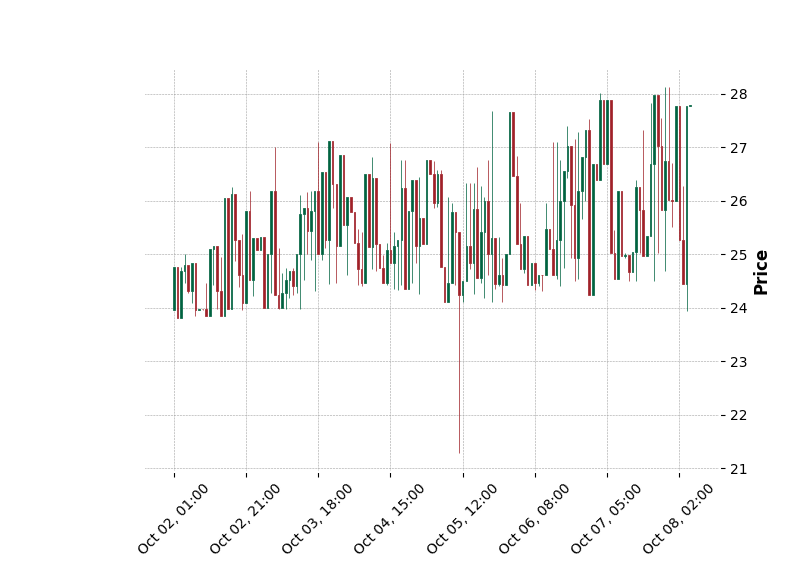 28
27
26
25
24
23
22
21
Price
Oct 02, 01:00
Oct 02, 21:00
Oct 03, 18:00
Oct 04, 15:00
Oct 05, 12:00
Oct 06, 08:00
Oct 07, 05:00
Oct 08, 02:00